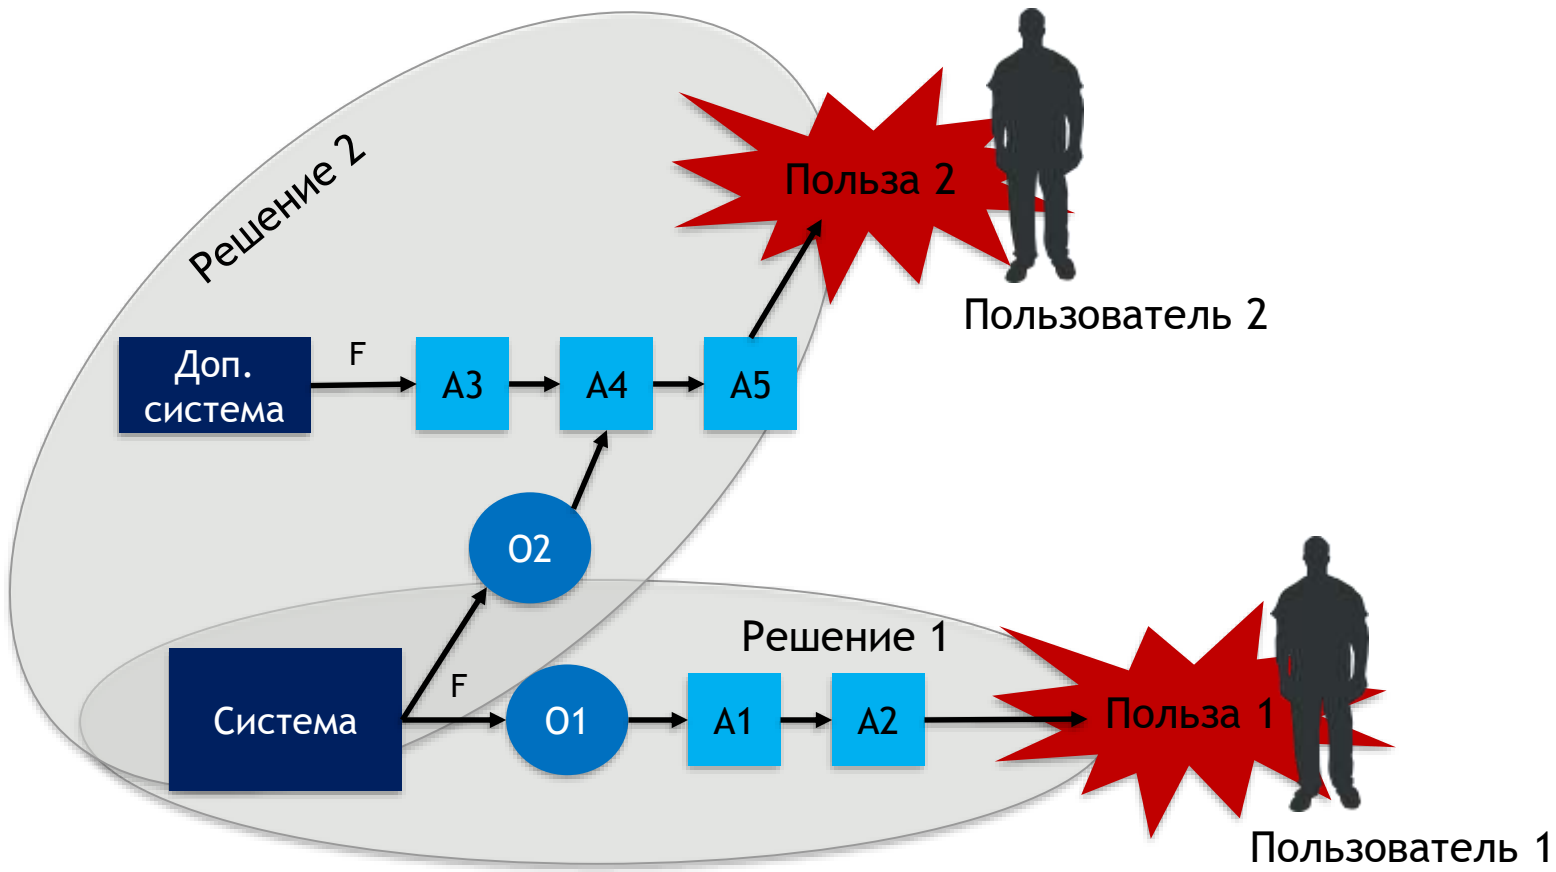 Решение 2
Польза 2
Пользователь 2
Доп.
система
F
A3
A4
A5
O2
Решение 1
Система
F
O1
A1
A2
Польза 1
Пользователь 1